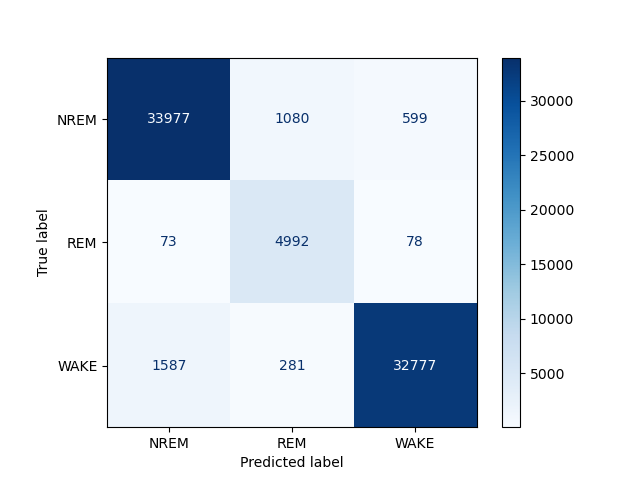 NREM 33977 1080 599
REM 73 4992 78
WAKE 1587 281 32777
NREM REM WAKE
Predicted label
True label
30000
25000
20000
15000
10000
5000